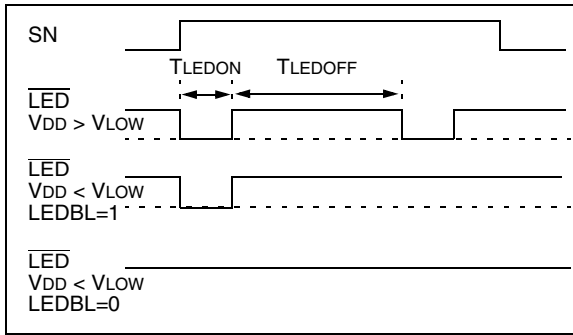 SN
TLEDON
TLEDOFF
LED
VDD > VLOW
LED
VDD < VLOW
LEDBL=1
LED
VDD < VLOW
LEDBL=0